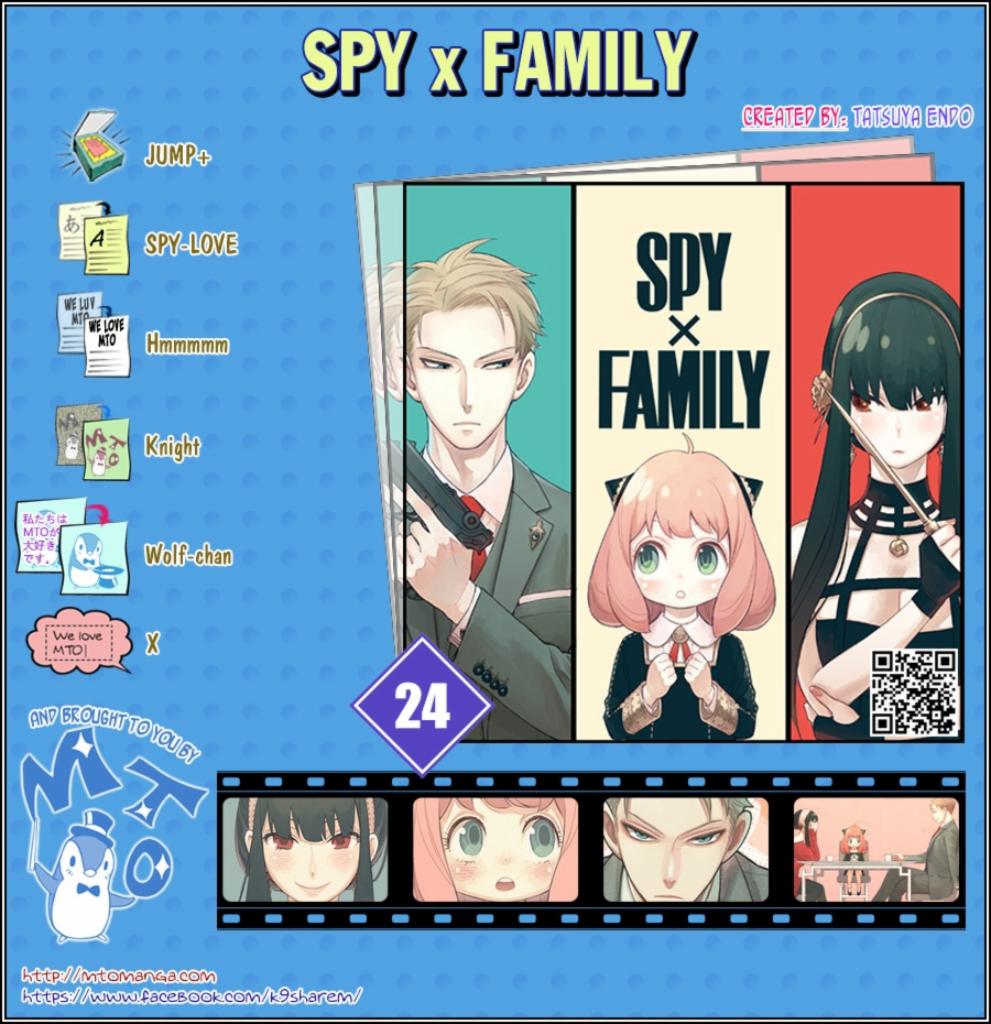 SPY x FAMILY
CREATED BY: TATSUYA ENDO
JUMP+
あ
A
SPY-LOVE
WE LUV
MTO
WE LOVE
MTO
Hmmmmm
MTO
Knight
私たちは
MTOが
大好き
です。
Wolf-chan
We love
MTO|
X
SPY
×
FAMILY
24
AND BROUGHT TO YOU BY
MTO
http://mtomanga.com
https://www.facebook.com/k9sharem/